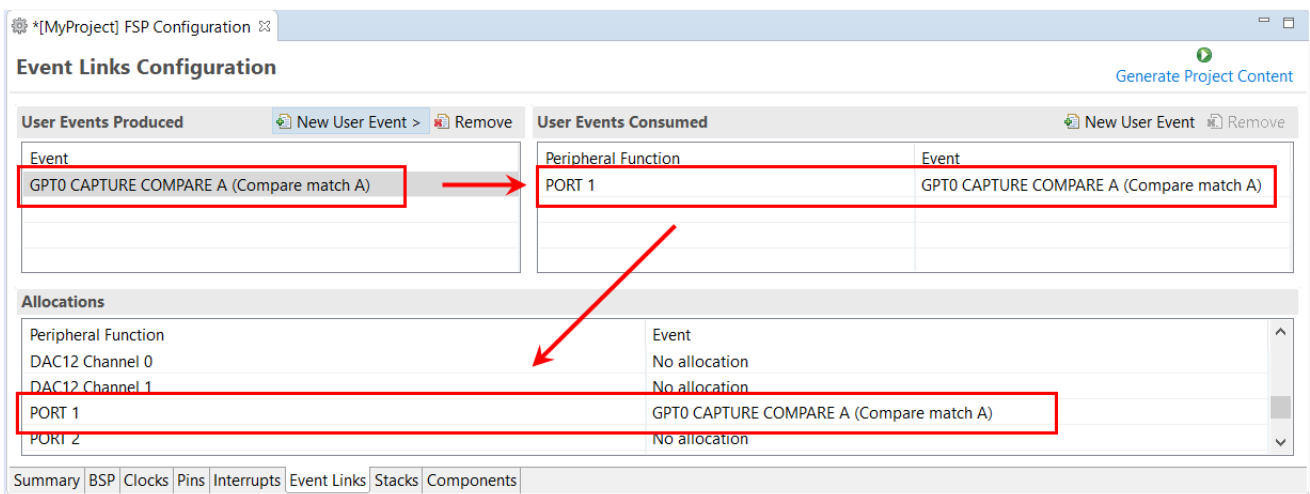 *[MyProject] FSP Configuration
Event Links Configuration
Generate Project Content
User Events Produced New User Event > Remove
User Events Consumed New User Event Remove
Event
GPT0 CAPTURE COMPARE A (Compare match A)
Peripheral Function Event
PORT 1 GPT0 CAPTURE COMPARE A (Compare match A)
Allocations
Peripheral Function Event
DAC12 Channel 0 No allocation
DAC12 Channel 1 No allocation
PORT 1 GPT0 CAPTURE COMPARE A (Compare match A)
PORT 2 No allocation
Summary BSP Clocks Pins Interrupts Event Links Stacks Components